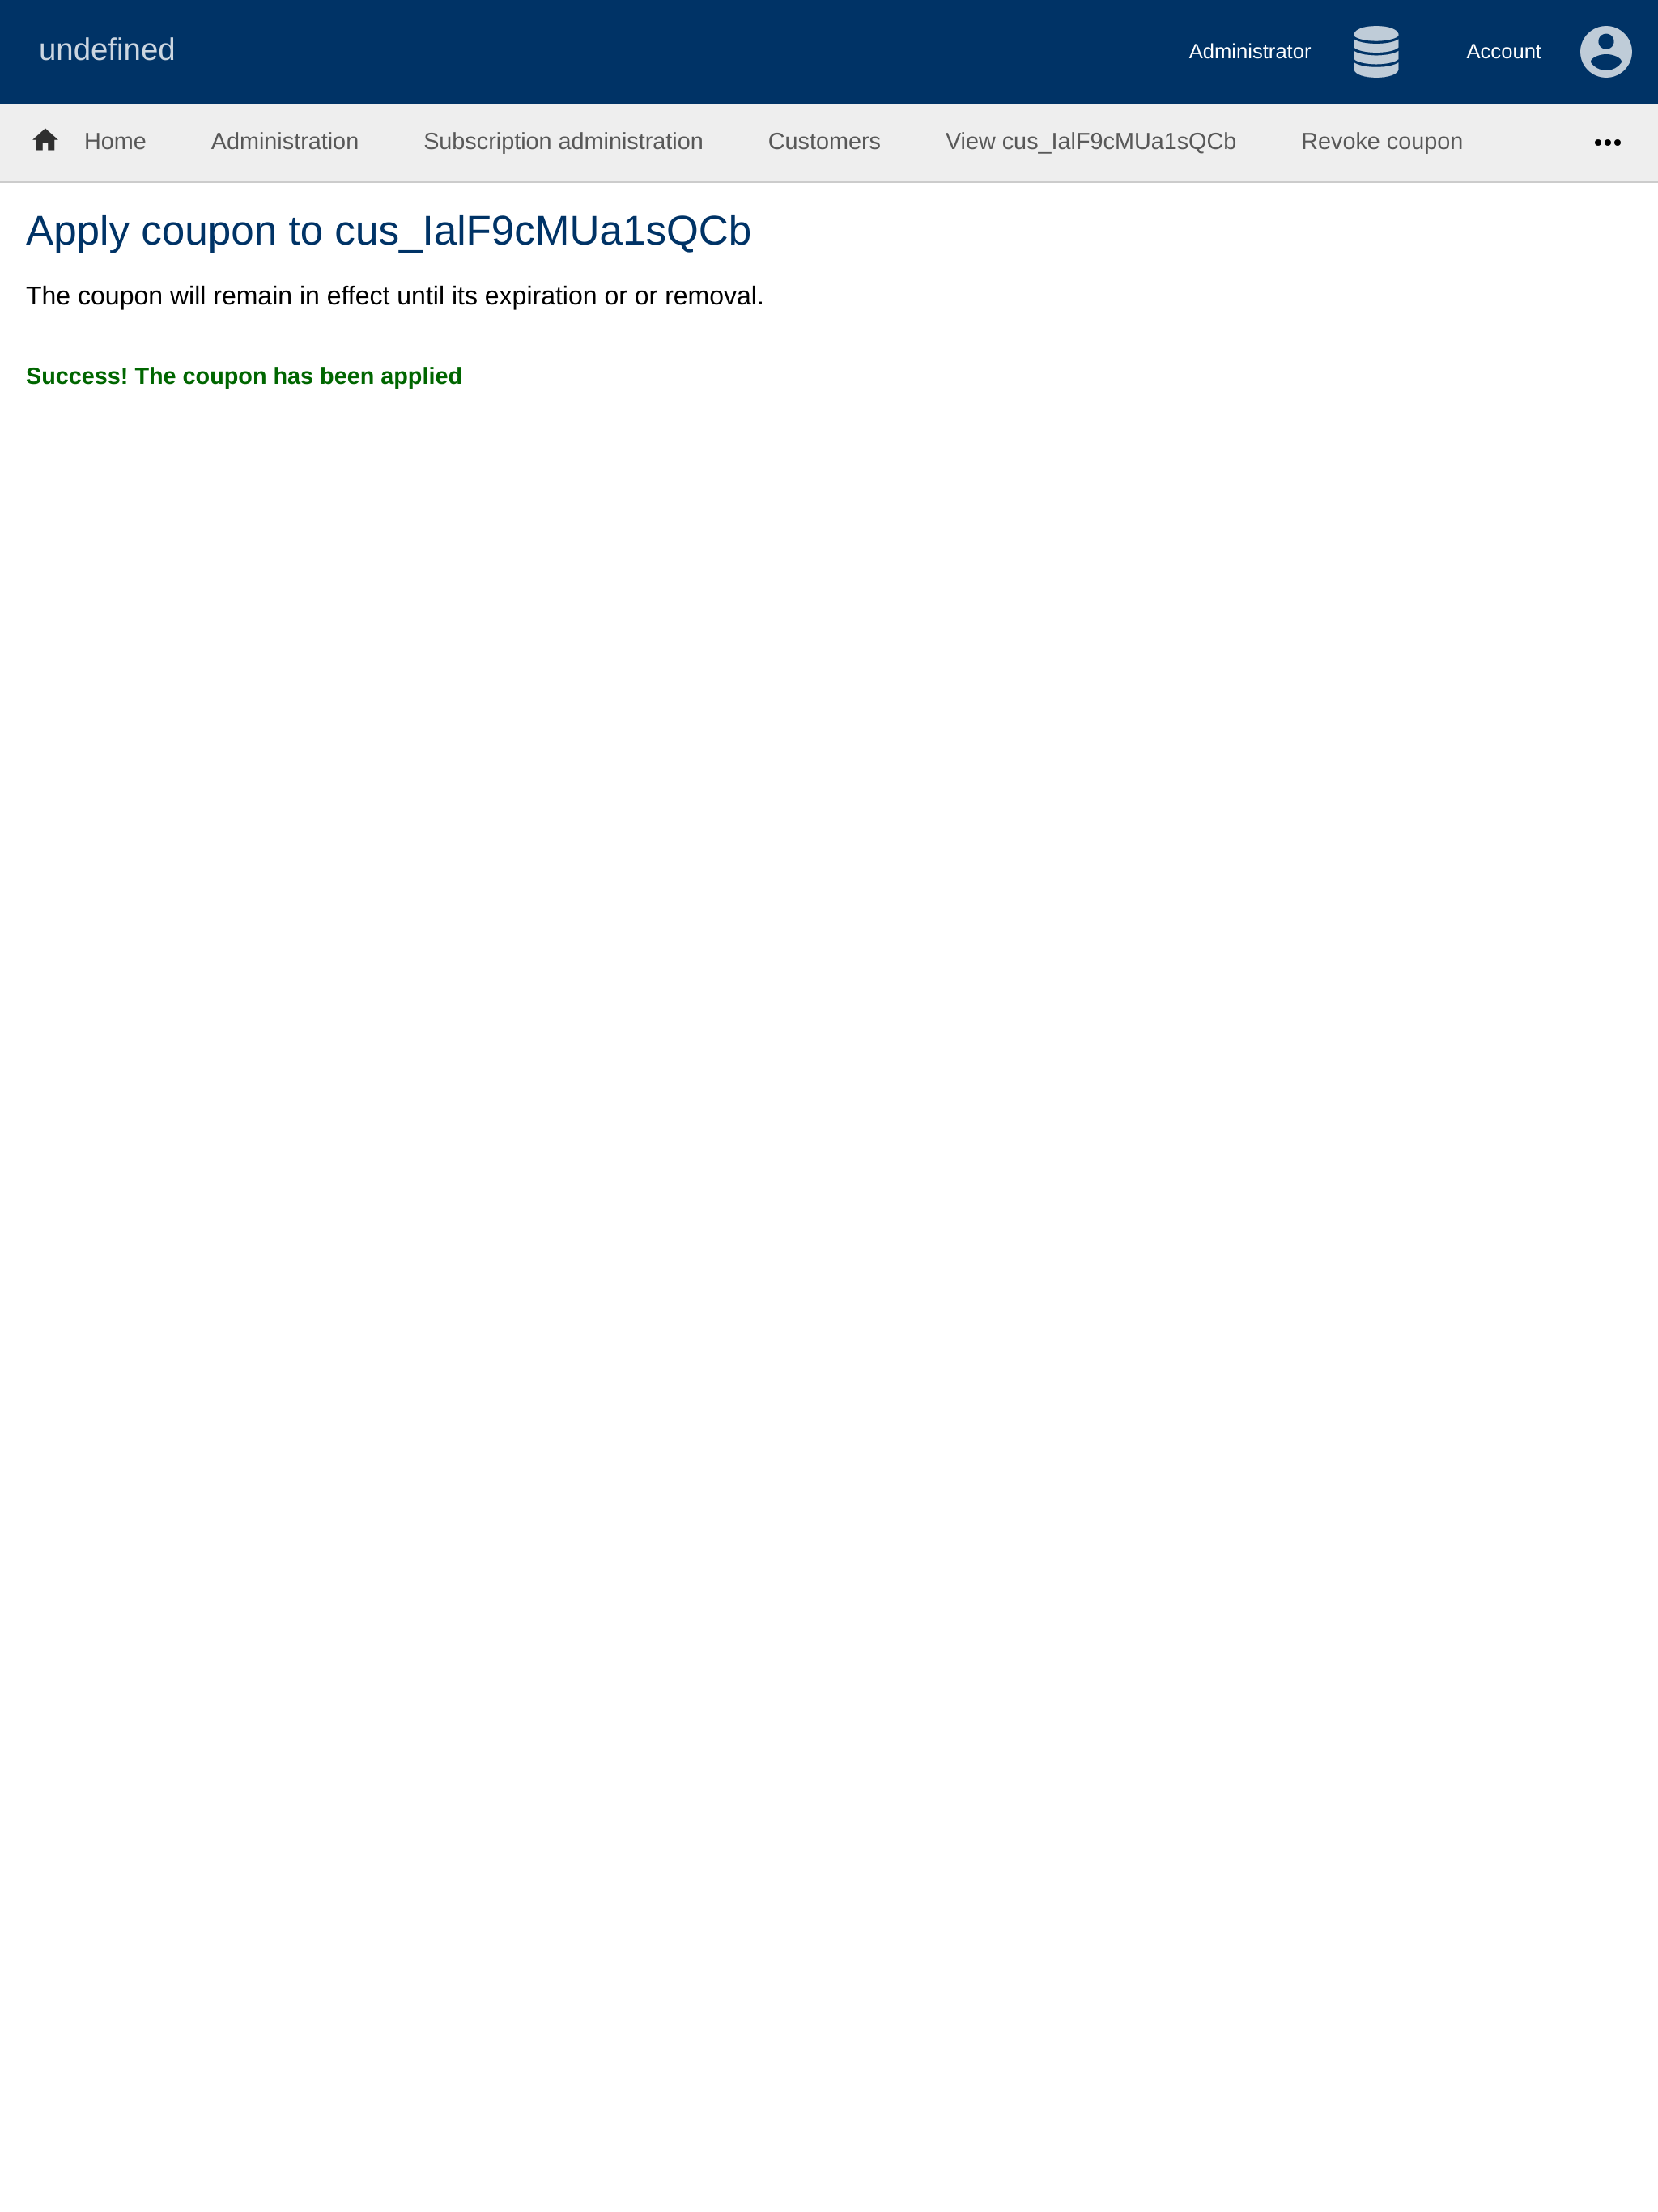 undefined
Administrator
Account
Home
Administration
Subscription administration
Customers
View cus_IalF9cMUa1sQCb
Revoke coupon
Apply coupon to cus_IalF9cMUa1sQCb
The coupon will remain in effect until its expiration or or removal.
Success! The coupon has been applied